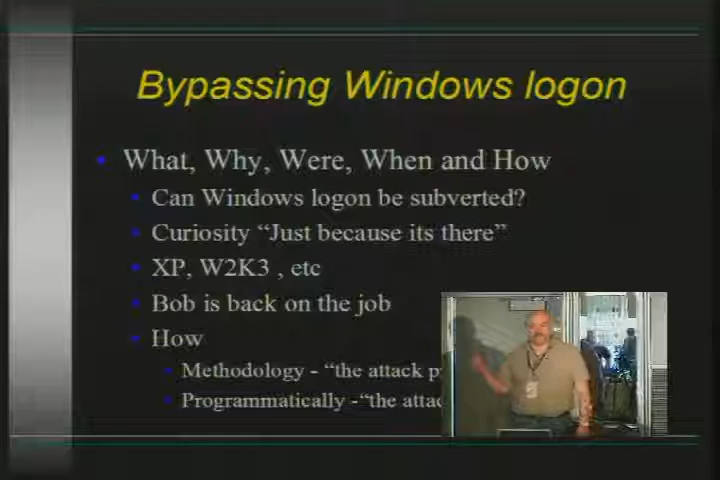 Bypassing Windows logon
• What, Why, Were, When and How
• Can Windows logon be subverted?
• Curiosity “Just because its there”
• XP, W2K3 , etc
• Bob is back on the job
• How
• Methodology - “the attack
• Programmatically -“the